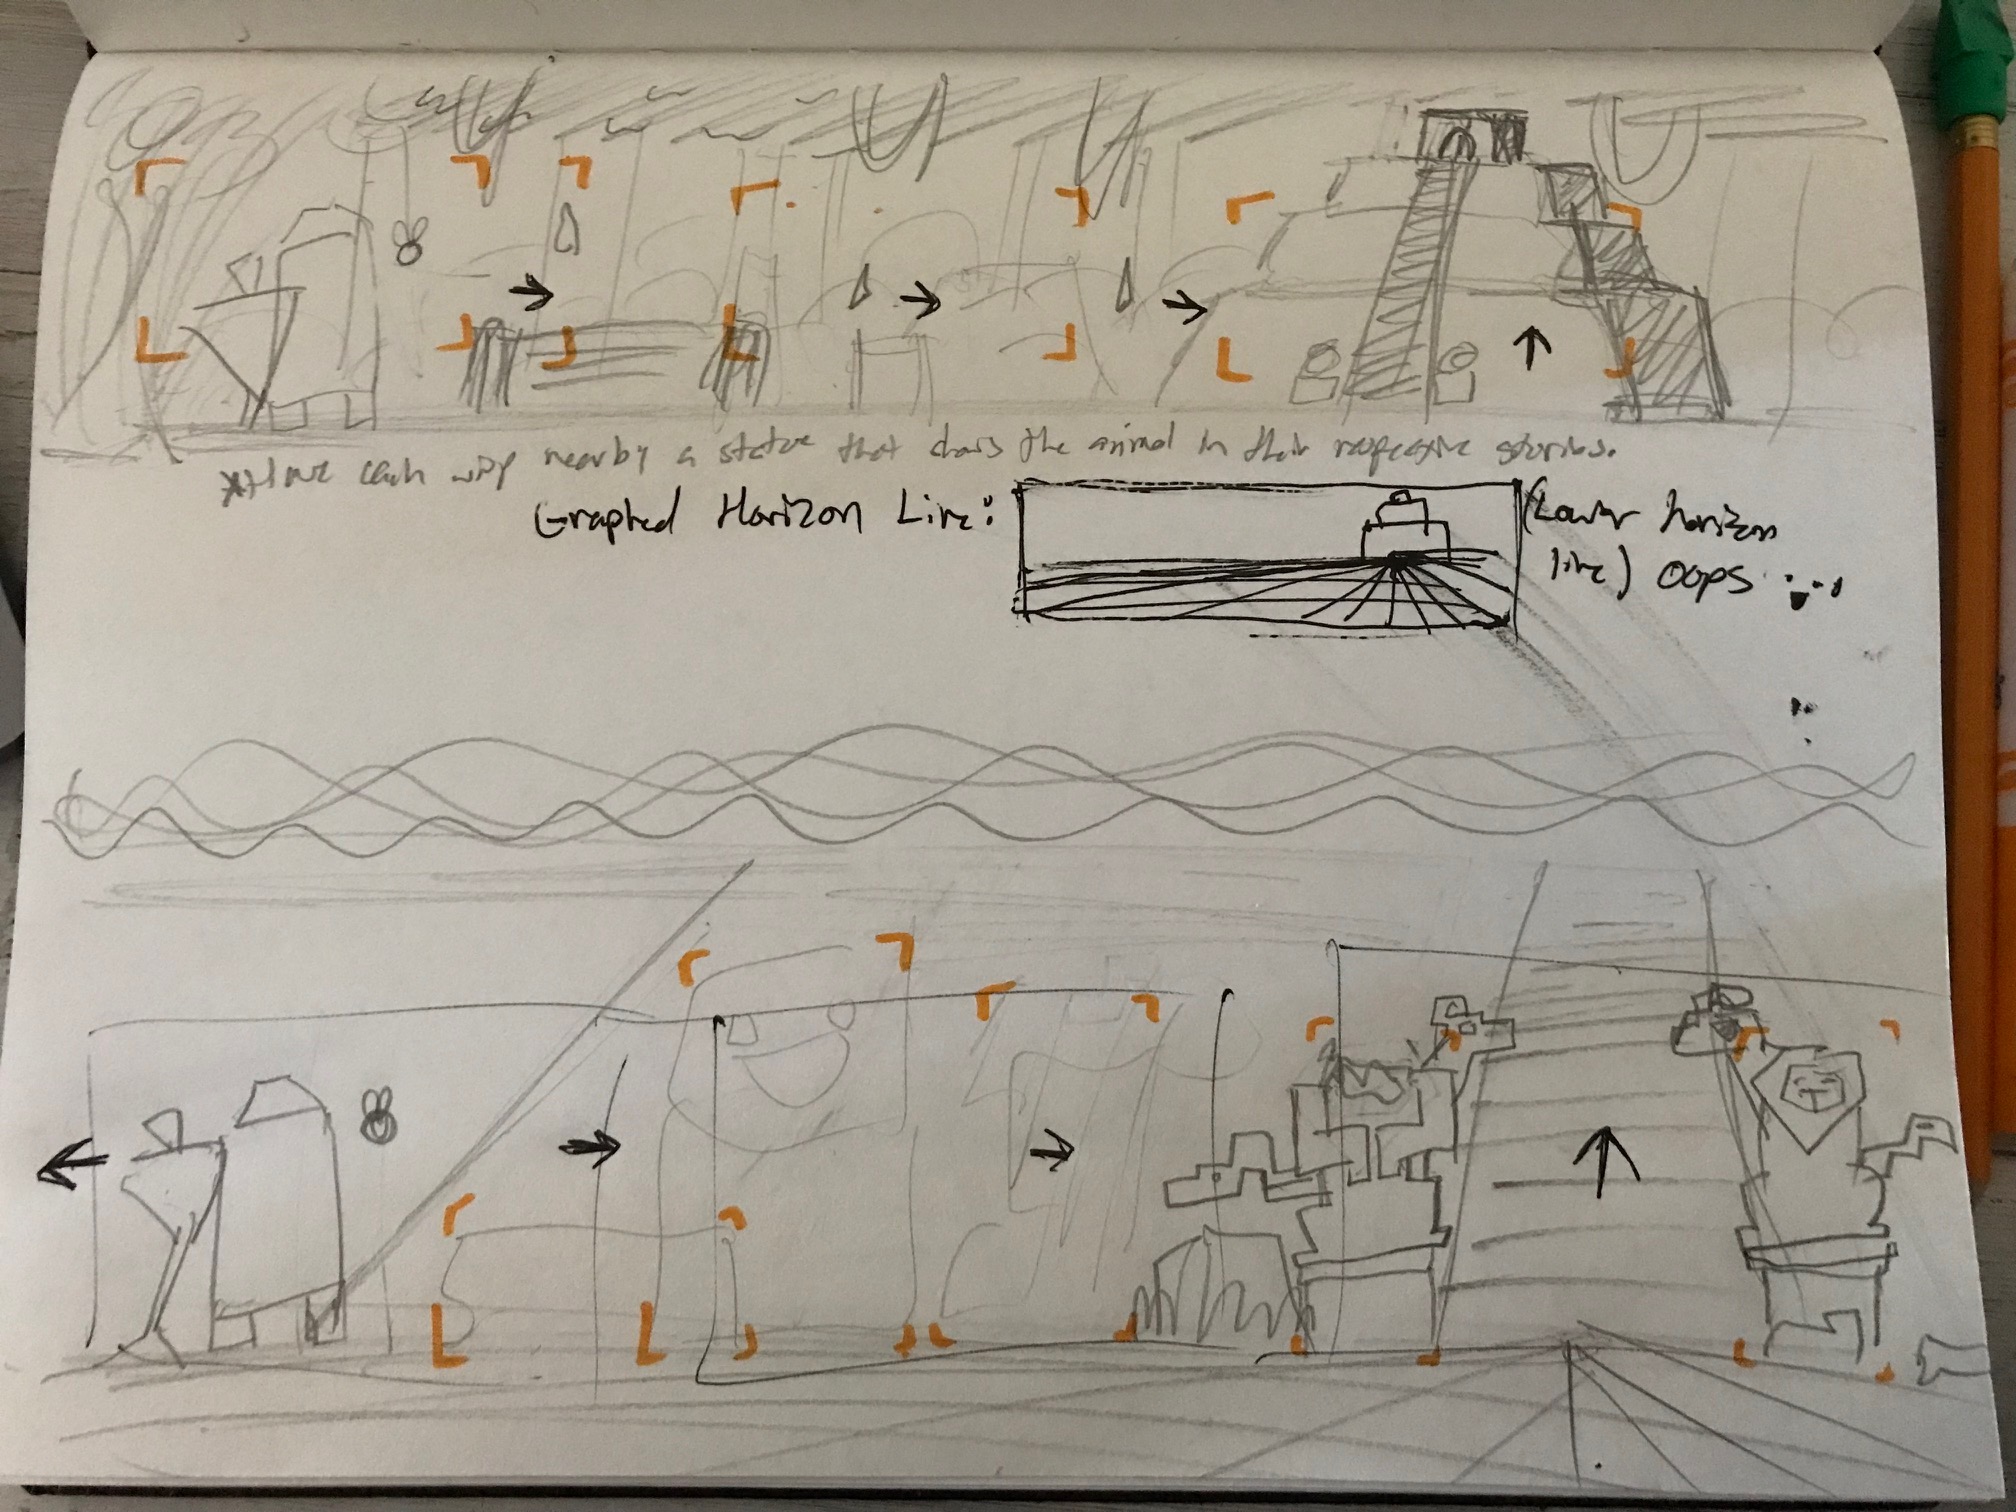 *Have each wisp nearby a statue that shows the animal in their respective stories.
Graphed Horizon Line:
(Lower horizon
line) oops